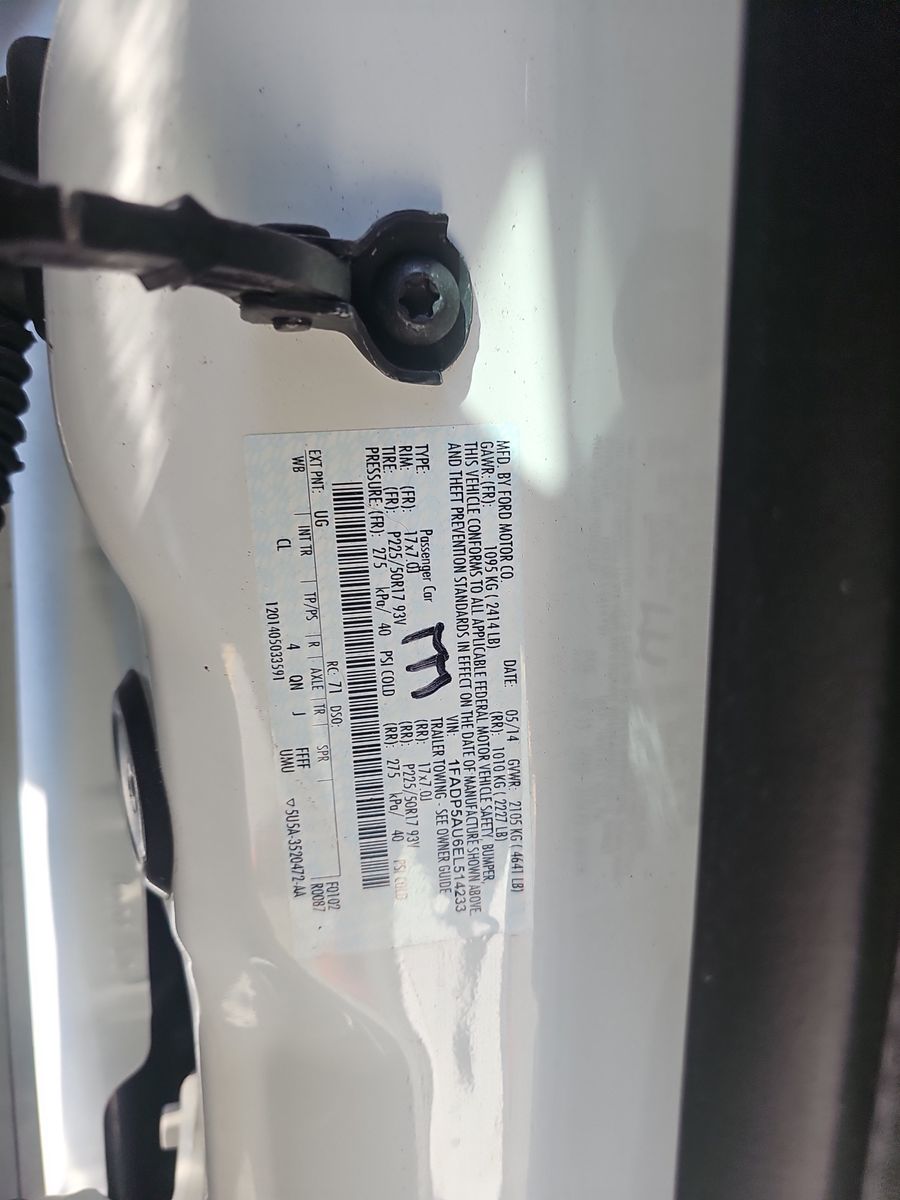 MFD. BY FORD MOTOR CO.
DATE: 05/14 GVWR: 2105 KG ( 4641 LB)
GAWR: (FR): 1095 KG ( 2414 LB) (RR): 1010 KG ( 2227 LB)
THIS VEHICLE CONFORMS TO ALL APPLICABLE FEDERAL MOTOR VEHICLE SAFETY, BUMPER,
AND THEFT PREVENTION STANDARDS IN EFFECT ON THE DATE OF MANUFACTURE SHOWN ABOVE.
VIN: 1FADP5AU6EL514233
TYPE: Passenger Car TRAILER TOWING - SEE OWNER GUIDE
RIM: (FR): 17x7.0J (RR): 17x7.0J
TIRE: (FR): P225/50R17 93V (RR): P225/50R17 93V
PRESSURE: (FR): 275 kPa/ 40 PSI COLD (RR): 275 kPa/ 40 PSI COLD
EXT PNT: UG RC: 71 DSO: F0102
WB INT TR TP/PS R AXLE TR SPR R0087
CL 4 QN J FFFF
UMU
1201405033591 ▽5U5A-3520472-AA